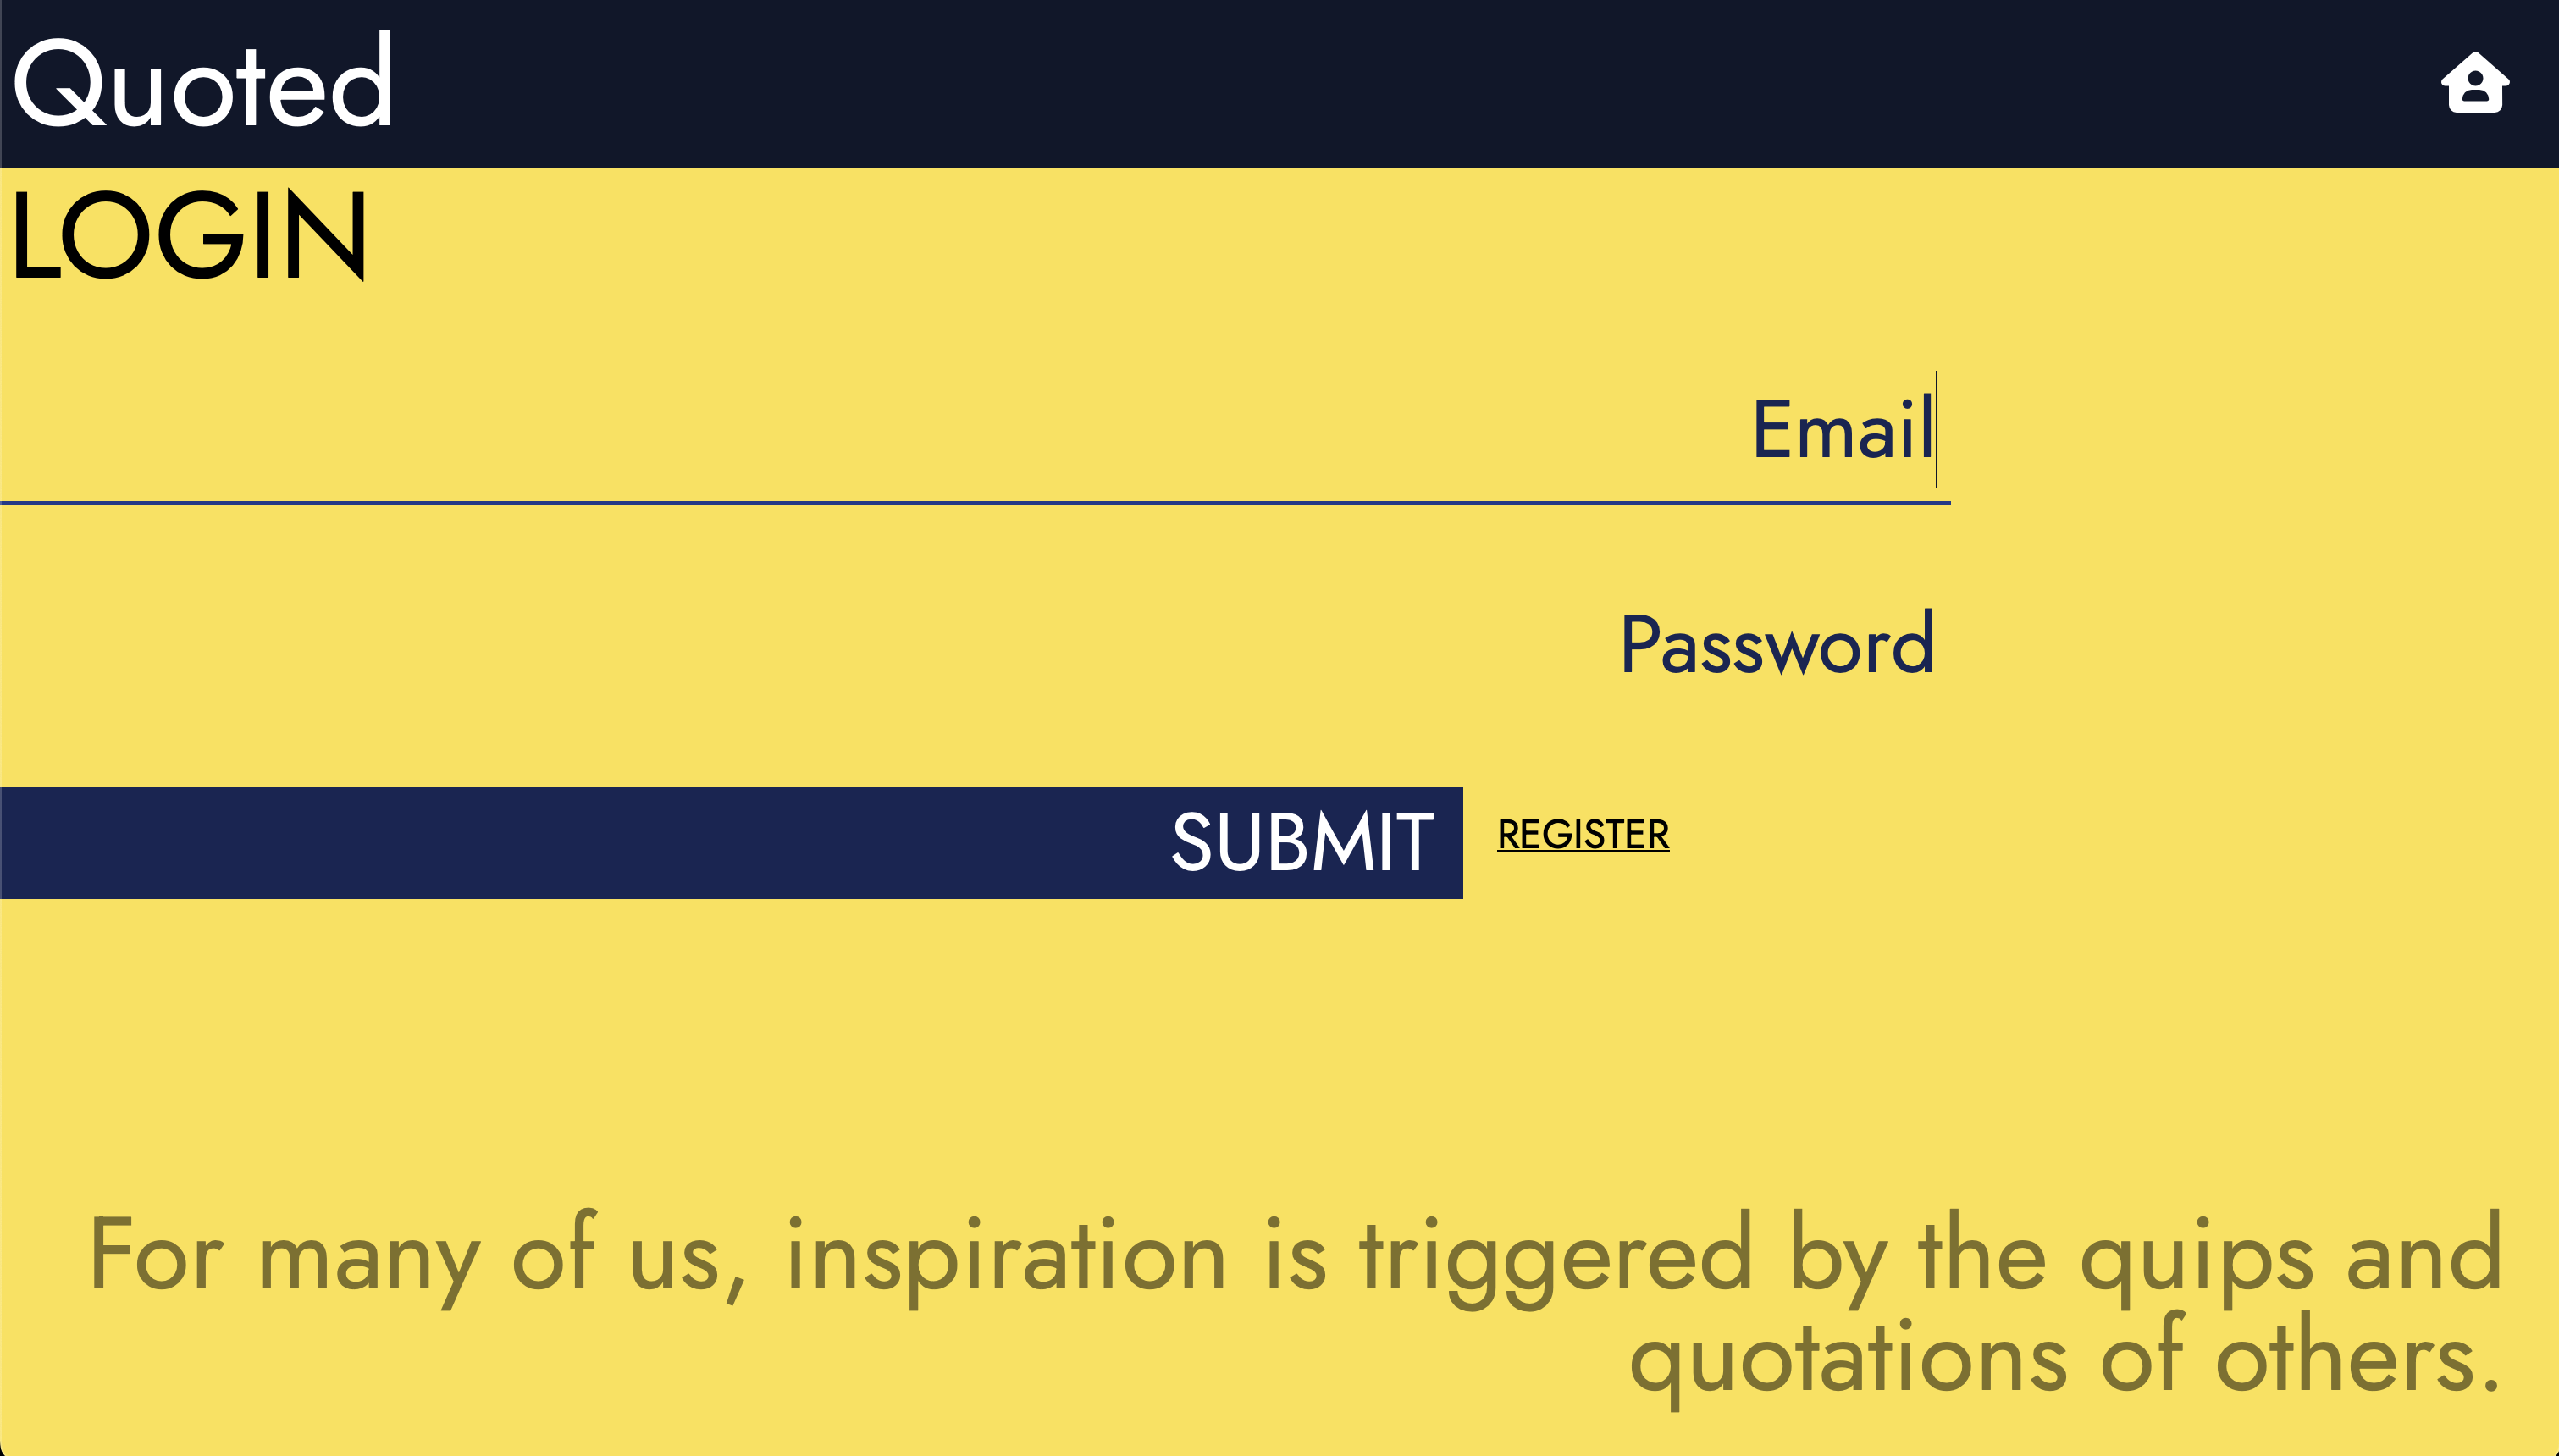 Quoted
LOGIN
Email
Password
SUBMIT
REGISTER
For many of us, inspiration is triggered by the quips and
quotations of others.